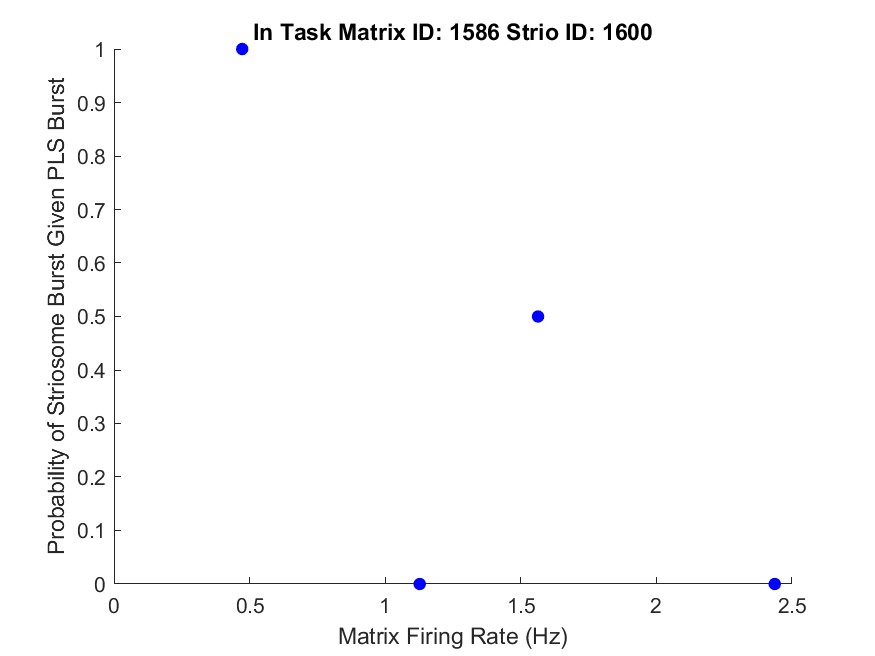 In Task Matrix ID: 1586 Strio ID: 1600
Probability of Striosome Burst Given PLS Burst
1
0.9
0.8
0.7
0.6
0.5
0.4
0.3
0.2
0.1
0
0 0.5 1 1.5 2 2.5
Matrix Firing Rate (Hz)